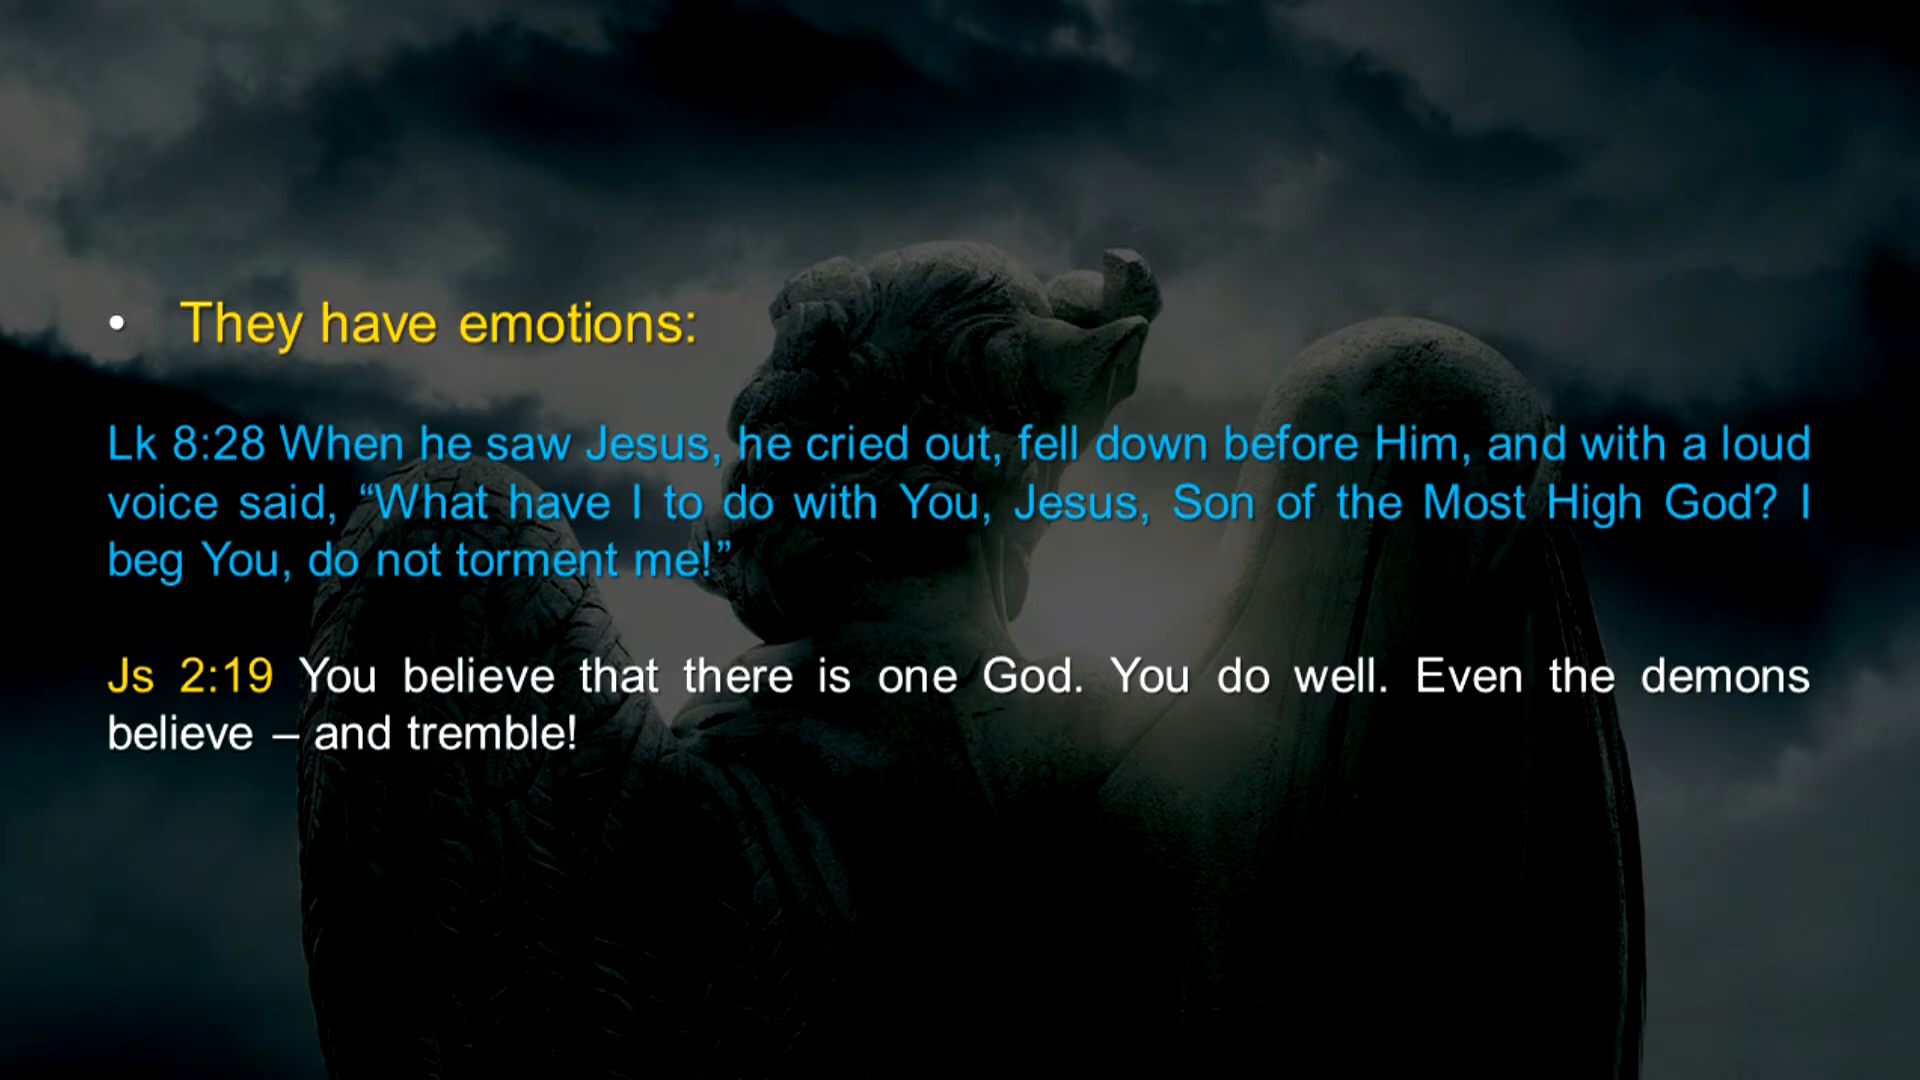 • They have emotions:
Lk 8:28 When he saw Jesus, he cried out, fell down before Him, and with a loud
voice said, “What have I to do with You, Jesus, Son of the Most High God? I
beg You, do not torment me!”
Js 2:19 You believe that there is one God. You do well. Even the demons
believe – and tremble!